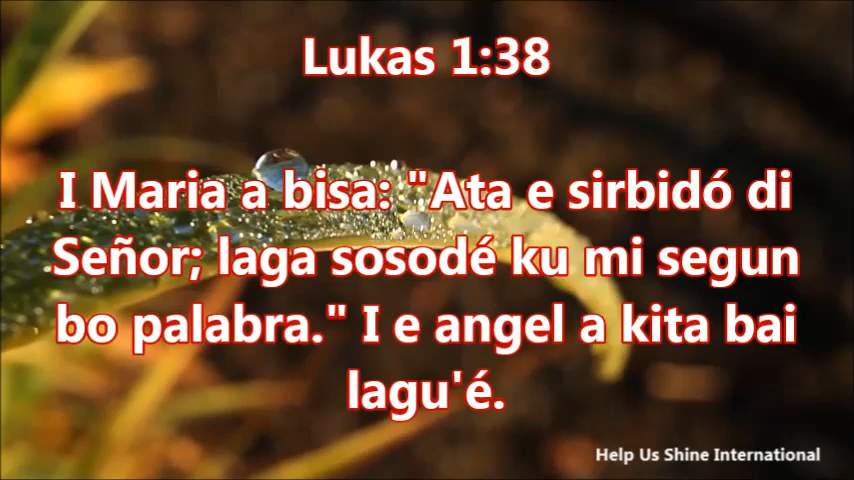 Lukas 1:38
I Maria a bisa: "Ata e sirbidó di
Señor; laga sosodé ku mi segun
bo palabra." I e angel a kita bai
lagu'é.
Help Us Shine International